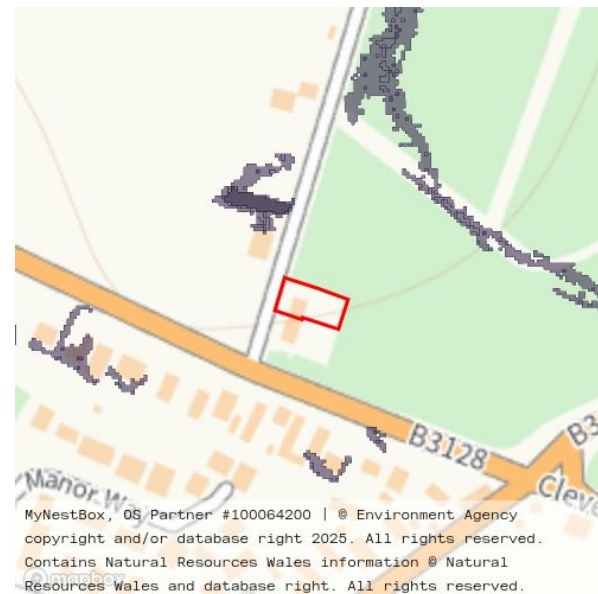 B3128
B3
Cleve
Manor Way
MyNestBox, OS Partner #100064200 | © Environment Agency
copyright and/or database right 2025. All rights reserved.
Contains Natural Resources Wales information © Natural
© mapbox
Resources Wales and database right. All rights reserved.